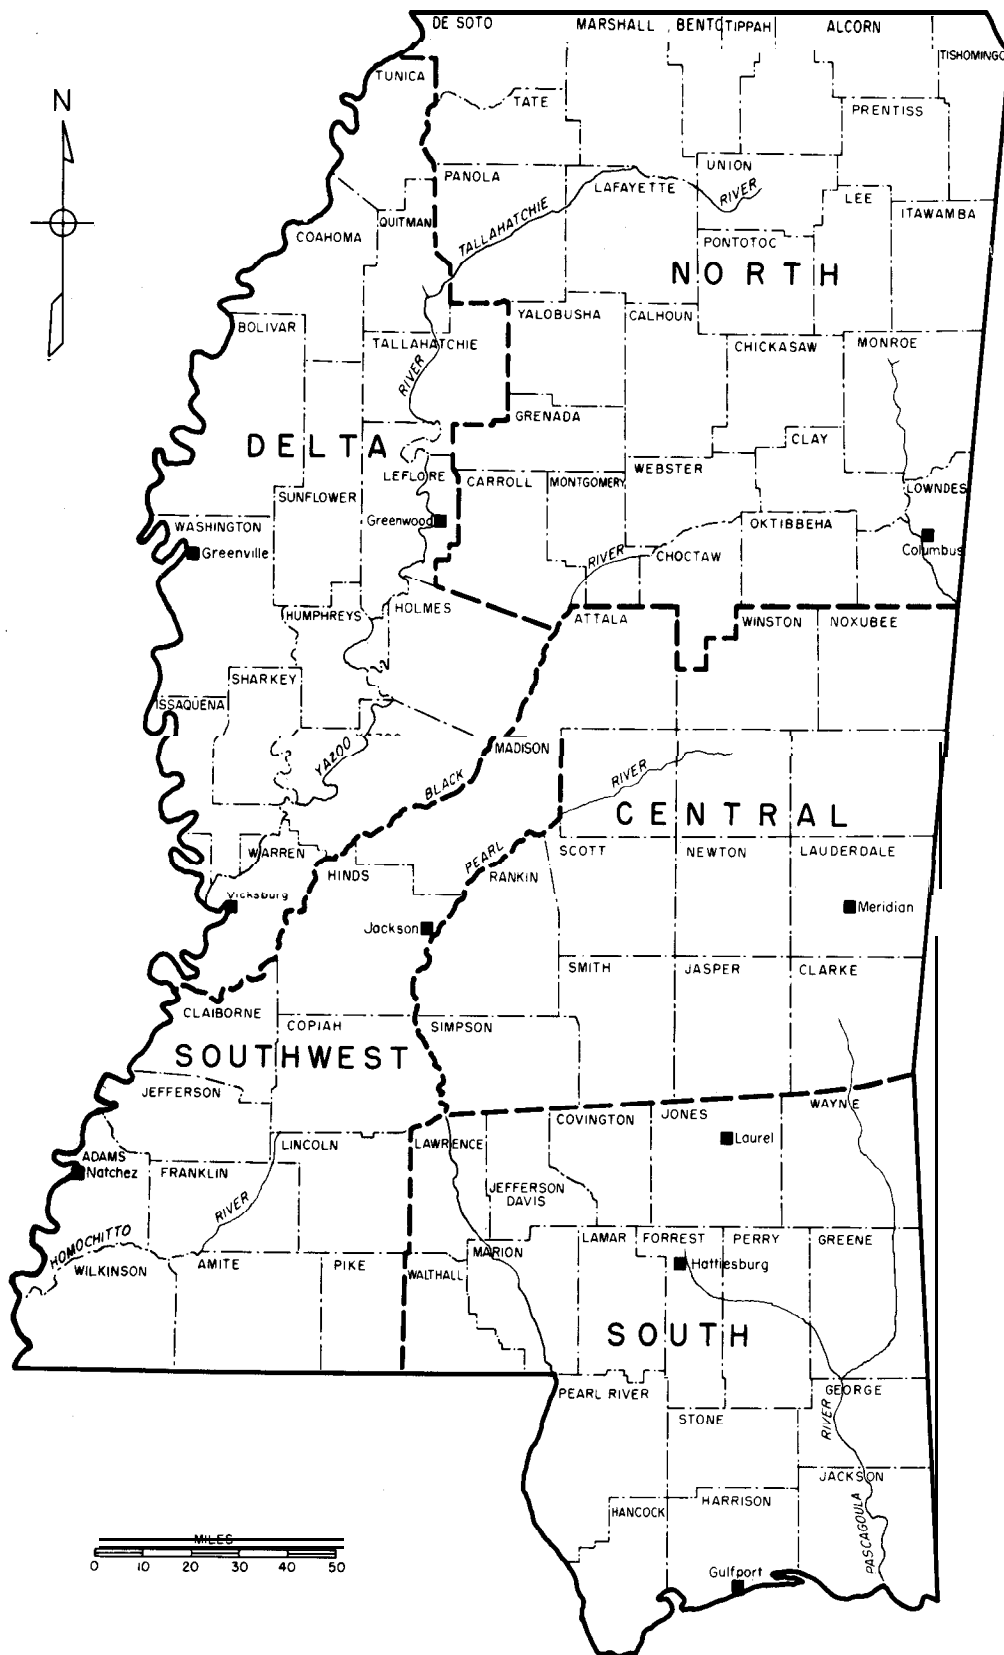 DE SOTO
MARSHALL
BENTO
TIPPAH
ALCORN
TISHOMINGO
N
TUNICA
TATE
PRENTISS
PANOLA
UNION
LAFAYETTE
RIVER
LEE
ITAWAMBA
QUITMAN
COAHOMA
TALLAHATCHIE
PONTOTOC
NORTH
BOLIVAR
YALOBUSHA
CALHOUN
TALLAHATCHIE
CHICKASAW
MONROE
RIVER
GRENADA
DELTA
CLAY
LEFLORE
CARROLL
MONTGOMERY
WEBSTER
LOWNDES
SUNFLOWER
WASHINGTON
Greenwood
OKTIBBEHA
Greenville
RIVER
CHOCTAW
Columbus
HUMPHREYS
HOLMES
ATTALA
WINSTON
NOXUBEE
SHARKEY
ISSAQUENA
MADISON
YAZOO
BLACK
RIVER
CENTRAL
WARREN
HINDS
PEARL
RANKIN
SCOTT
NEWTON
LAUDERDALE
Vicksburg
Jackson
Meridian
SMITH
JASPER
CLARKE
CLAIBORNE
COPIAH
SIMPSON
SOUTHWEST
JEFFERSON
COVINGTON
JONES
WAYNE
LINCOLN
LAWRENCE
Laurel
ADAMS
Natchez
FRANKLIN
JEFFERSON
DAVIS
RIVER
HOMOCHITTO
WILKINSON
AMITE
PIKE
WALTHALL
MARION
LAMAR
FORREST
PERRY
GREENE
Hattiesburg
SOUTH
PEARL RIVER
GEORGE
STONE
RIVER
JACKSON
HANCOCK
HARRISON
PASCAGOULA
MILES
0 10 20 30 40 50
Gulfport